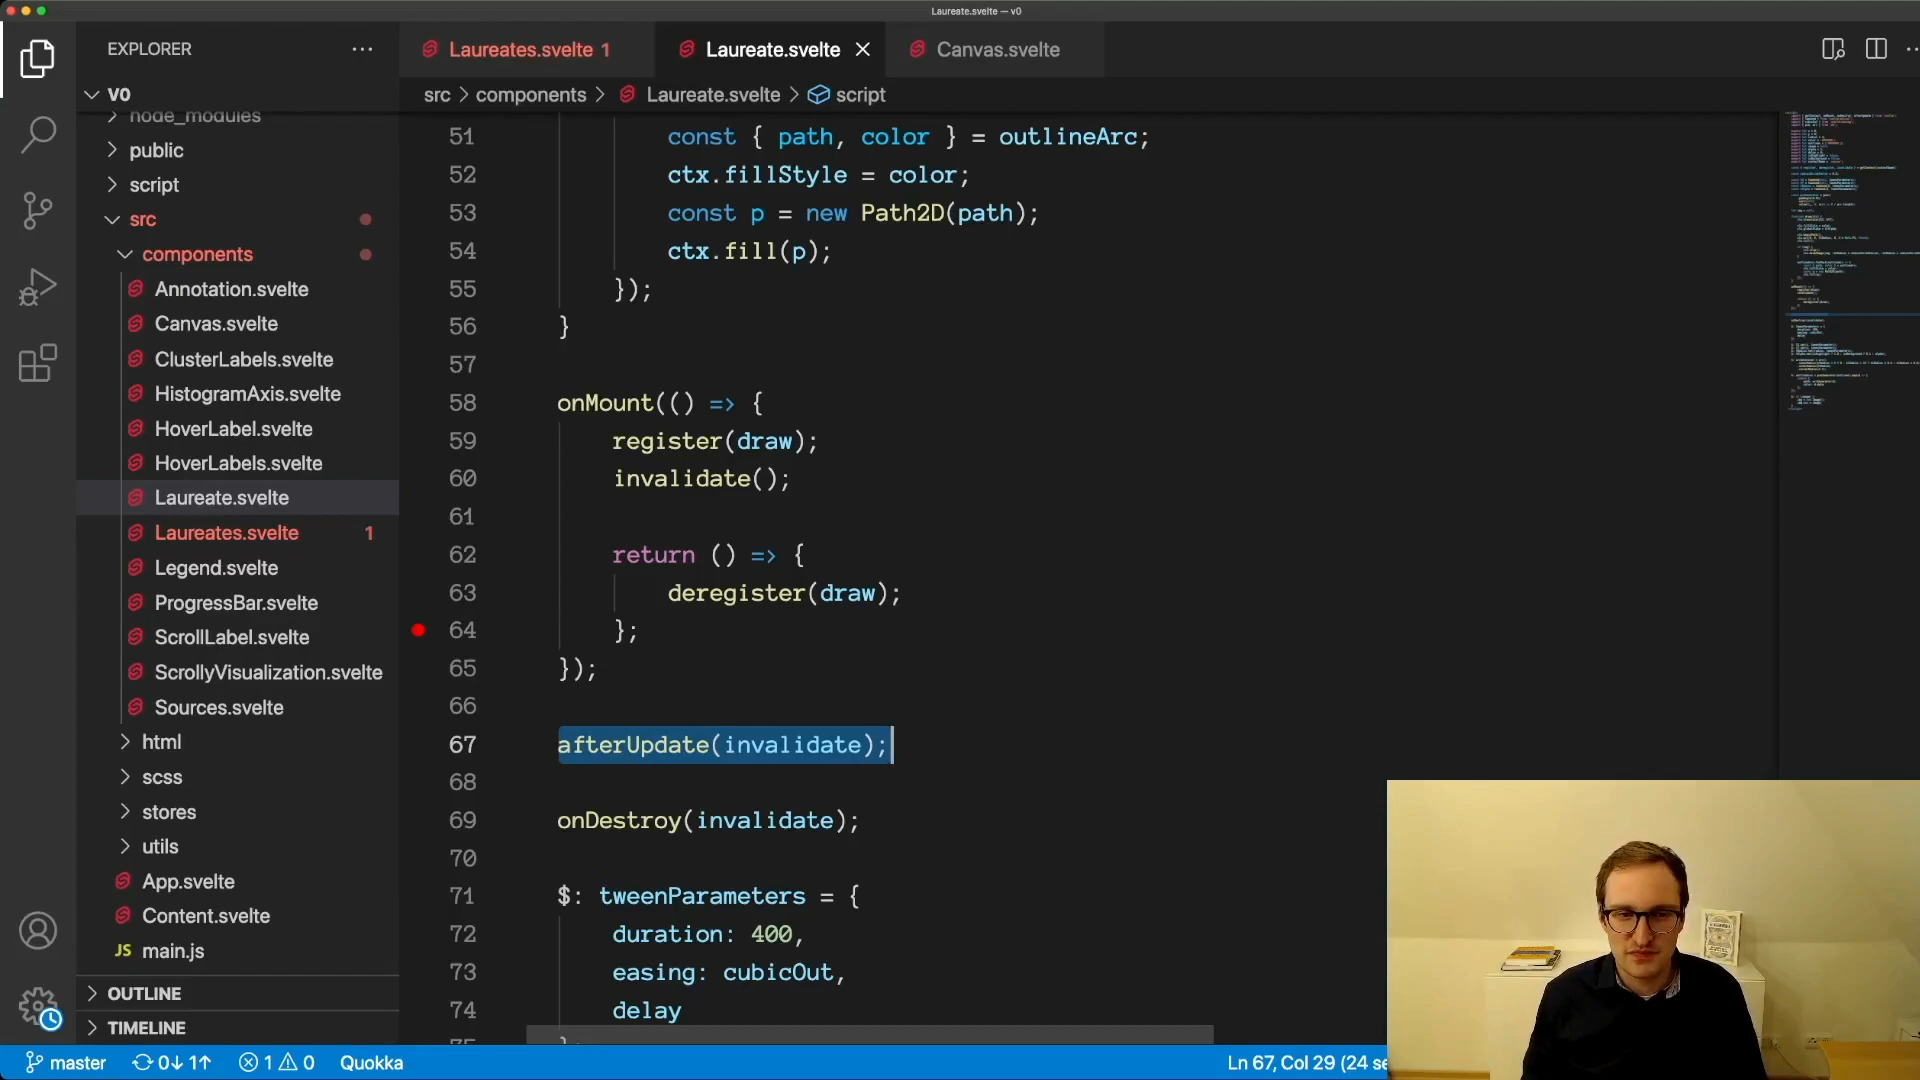 Laureate.svelte — v0
EXPLORER
Laureates.svelte 1
Laureate.svelte
Canvas.svelte
V0
src > components > Laureate.svelte > script
node_modules
public
script
src
components
Annotation.svelte
Canvas.svelte
ClusterLabels.svelte
HistogramAxis.svelte
HoverLabel.svelte
HoverLabels.svelte
Laureate.svelte
Laureates.svelte 1
Legend.svelte
ProgressBar.svelte
ScrollLabel.svelte
ScrollyVisualization.svelte
Sources.svelte
html
scss
stores
utils
App.svelte
Content.svelte
JS main.js
OUTLINE
TIMELINE
51 const { path, color } = outlineArc;
52 ctx.fillStyle = color;
53 const p = new Path2D(path);
54 ctx.fill(p);
55 });
56 }
57
58 onMount(() => {
59 register(draw);
60 invalidate();
61
62 return () => {
63 deregister(draw);
64 };
65 });
66
67 afterUpdate(invalidate);
68
69 onDestroy(invalidate);
70
71 $: tweenParameters = {
72 duration: 400,
73 easing: cubicOut,
74 delay
master 0↓ 1↑ 1 0 Quokka
Ln 67, Col 29 (24 se